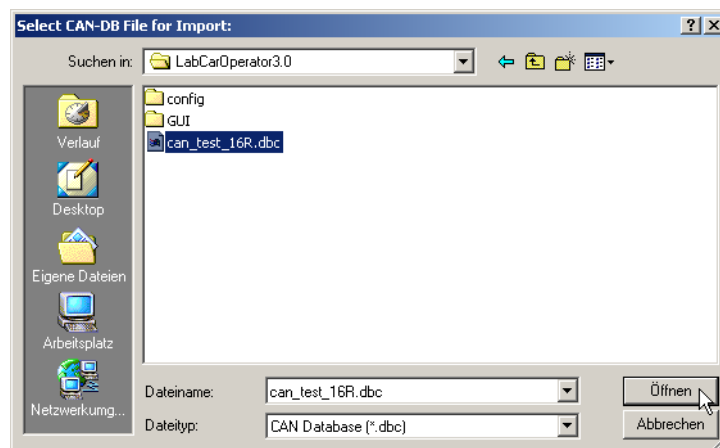 Select CAN-DB File for Import:
Suchen in: LabCarOperator3.0
config
GUI
can_test_16R.dbc
Verlauf
Desktop
Eigene Dateien
Arbeitsplatz
Netzwerkumg...
Dateiname: can_test_16R.dbc Öffnen
Dateityp: CAN Database (*.dbc) Abbrechen